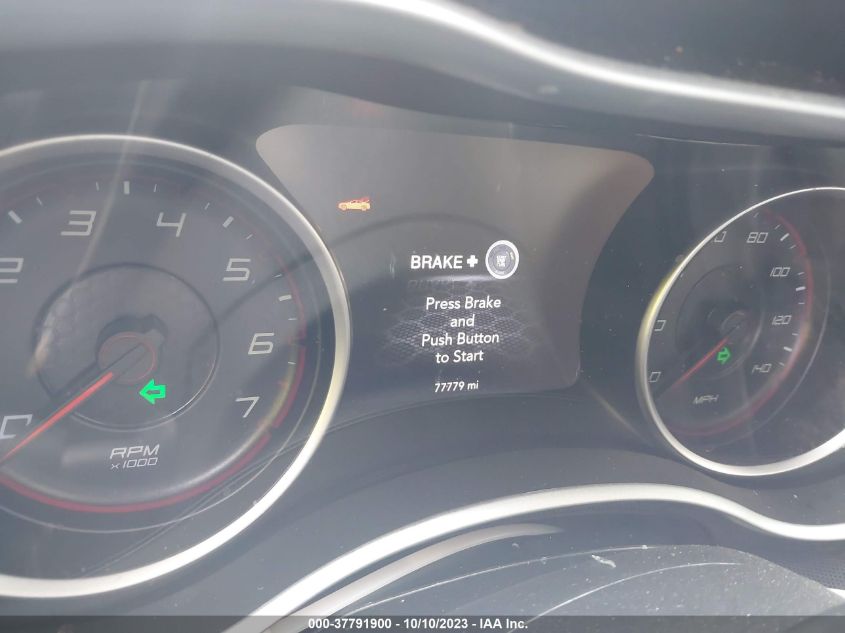 2
3
4
5
6
7
RPM
x1000
BRAKE +
Press Brake
and
Push Button
to Start
77779 mi
80
100
120
140
MPH
000-37791900 - 10/10/2023 - IAA Inc.